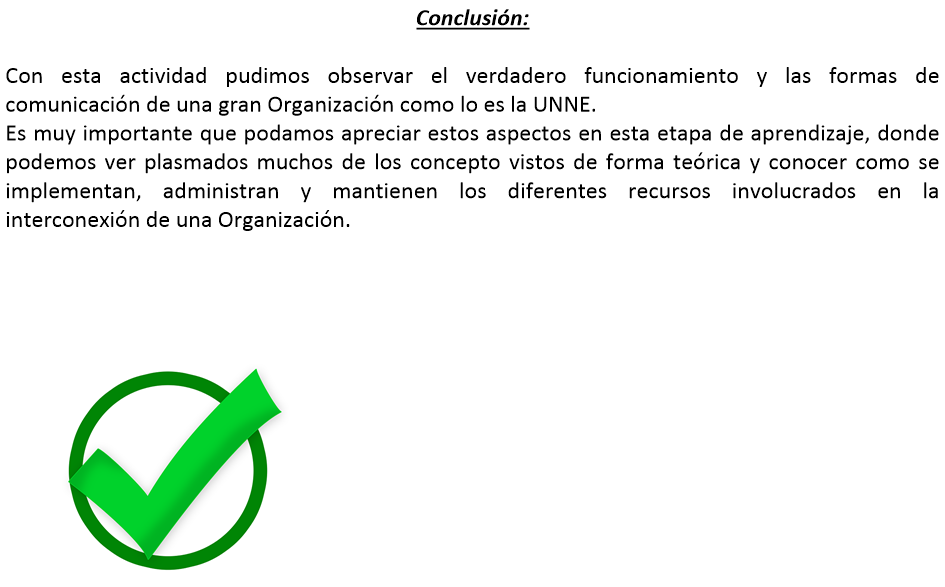 Conclusión:
Con esta actividad pudimos observar el verdadero funcionamiento y las formas de
comunicación de una gran Organización como lo es la UNNE.
Es muy importante que podamos apreciar estos aspectos en esta etapa de aprendizaje, donde
podemos ver plasmados muchos de los concepto vistos de forma teórica y conocer como se
implementan, administran y mantienen los diferentes recursos involucrados en la
interconexión de una Organización.